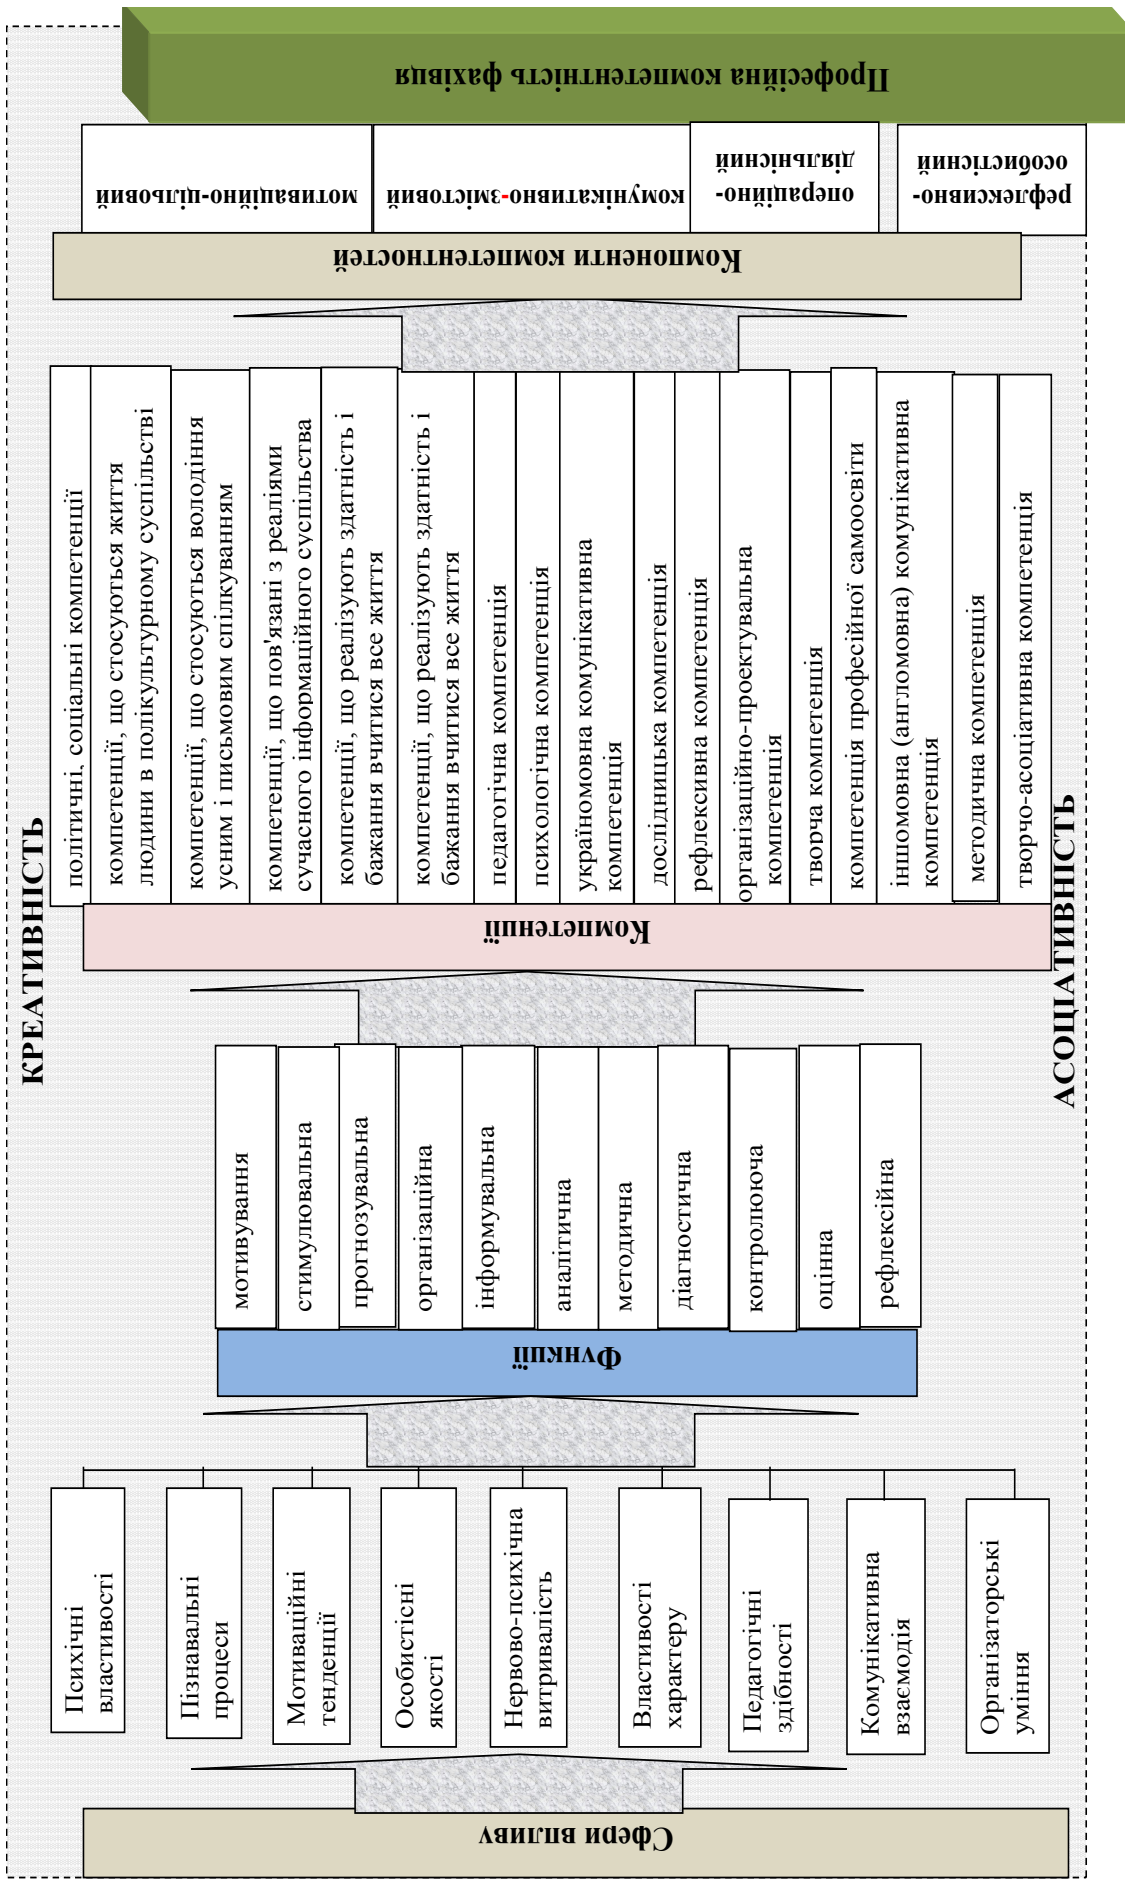 КРЕАТИВНІСТЬ
Сфери впливу
Психічні
властивості
Пізнавальні
процеси
Мотиваційні
тенденції
Особистісні
якості
Нервово-психічна
витривалість
Властивості
характеру
Педагогічні
здібності
Комунікативна
взаємодія
Організаторські
уміння
Функції
мотивування
стимулювальна
прогнозувальна
організаційна
інформувальна
аналітична
методична
діагностична
контролююча
оцінна
рефлексійна
Компетенції
політичні, соціальні компетенції
компетенції, що стосуються життя
людини в полікультурному суспільстві
компетенції, що стосуються володіння
усним і письмовим спілкуванням
компетенції, що пов'язані з реаліями
сучасного інформаційного суспільства
компетенції, що реалізують здатність і
бажання вчитися все життя
компетенції, що реалізують здатність і
бажання вчитися все життя
педагогічна компетенція
психологічна компетенція
україномовна комунікативна
компетенція
дослідницька компетенція
рефлексивна компетенція
організаційно-проектувальна
компетенція
творча компетенція
компетенція професійної самоосвіти
іншомовна (англомовна) комунікативна
компетенція
методична компетенція
творчо-асоціативна компетенція
Компоненти компетентностей
мотиваційно-цільовий
комунікативно-змістовий
операційно-
діяльнісний
рефлексивно-
особистісний
Професійна компетентність фахівця
АСОЦІАТИВНІСТЬ